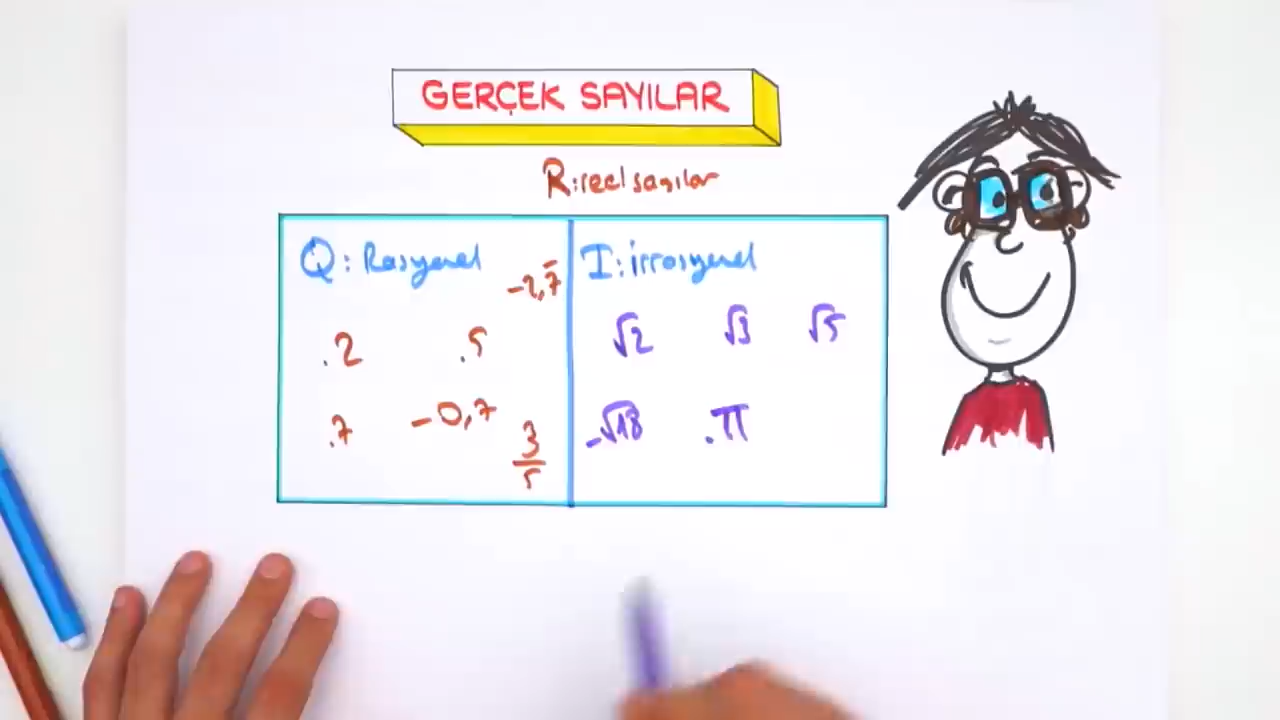 GERÇEK SAYILAR
R: reel sayılar
Q: Rasyonel
-2,7̅
.2 .5
.7 -0,7
3/5
I: irrasyonel
√2 √3 √5
-√18 .π